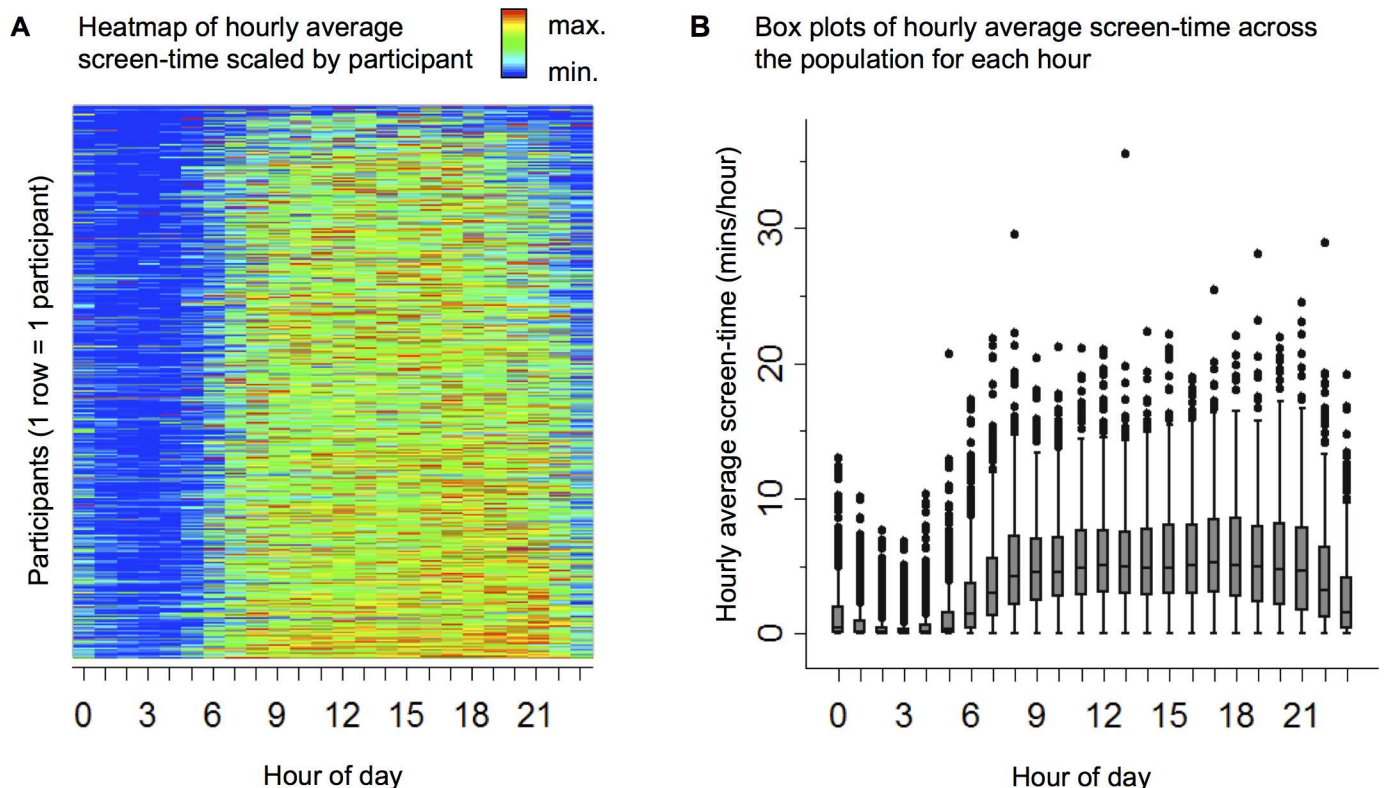 A
Heatmap of hourly average
screen-time scaled by participant
max.
min.
Participants (1 row = 1 participant)
0 3 6 9 12 15 18 21
Hour of day
B
Box plots of hourly average screen-time across
the population for each hour
Hourly average screen-time (mins/hour)
30
20
10
0
0 3 6 9 12 15 18 21
Hour of day